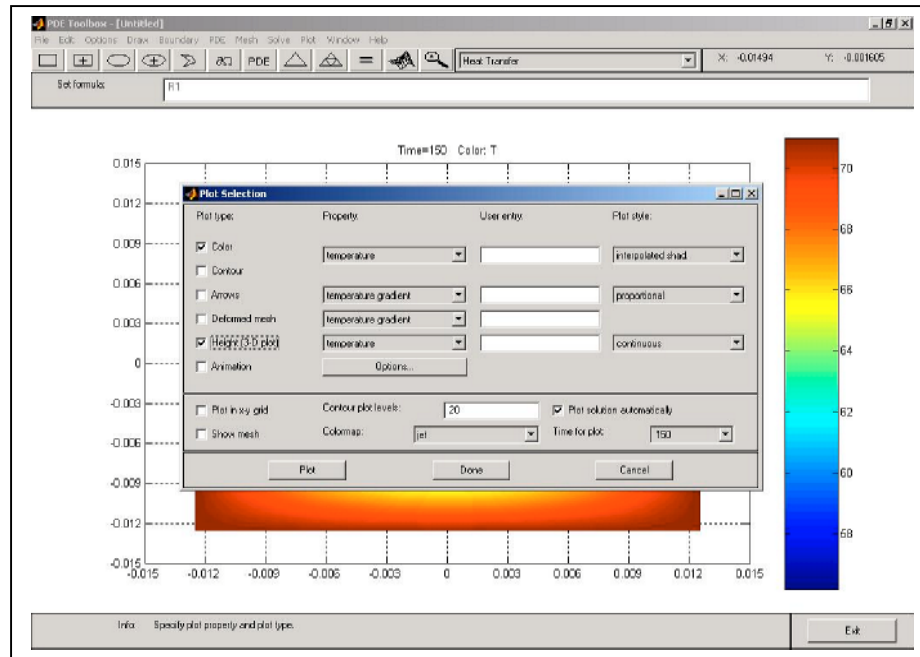 PDE Toolbox - [Untitled]
File Edit Options Draw Boundary PDE Mesh Solve Plot Window Help
PDE = Heat Transfer X: -0.01494 Y: -0.001605
Set formula: R1
Time=150 Color: T
0.015
0.012
0.009
0.006
0.003
0
-0.003
-0.006
-0.009
-0.012
-0.015
-0.015 -0.012 -0.009 -0.006 -0.003 0 0.003 0.006 0.009 0.012 0.015
Plot Selection
Plot type: Property: User entry: Plot style:
Color temperature interpolated shad.
Contour
Arrows temperature gradient proportional
Deformed mesh temperature gradient
Height (3-D plot) temperature continuous
Animation Options...
Plot in x-y grid Contour plot levels: 20 Plot solution automatically
Show mesh Colormap: jet Time for plot: 150
Plot Done Cancel
70
68
66
64
62
60
68
Info: Specify plot property and plot type. Exit